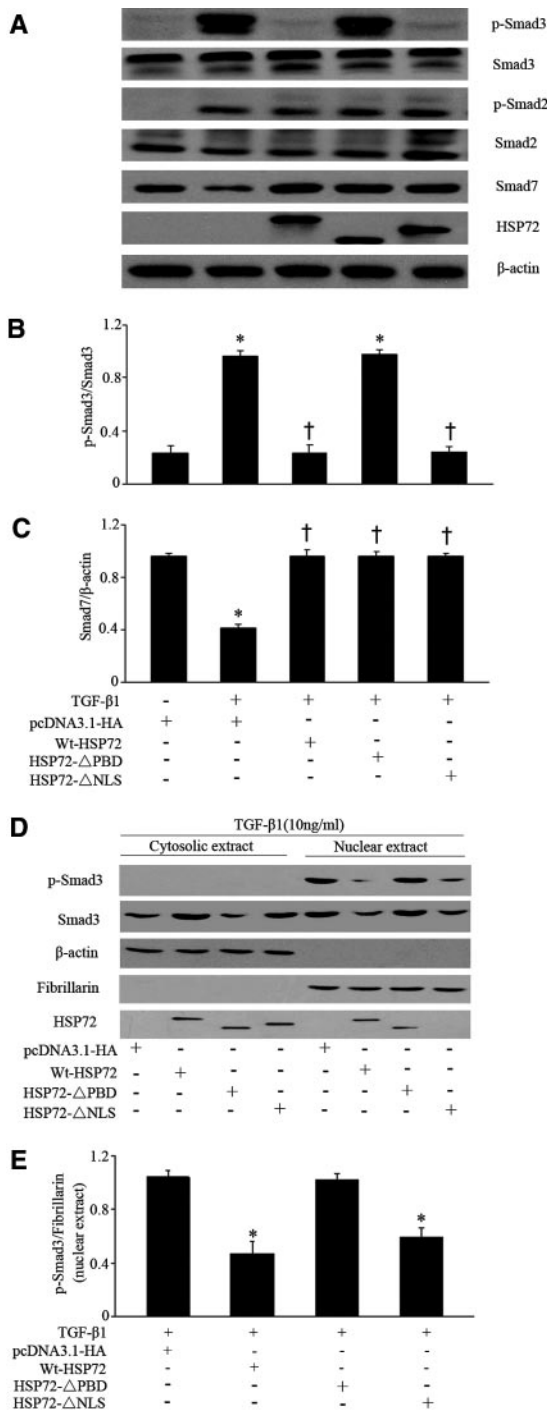 A
p-Smad3
Smad3
p-Smad2
Smad2
Smad7
HSP72
β-actin
B
p-Smad3/Smad3
1.2
0.8
0.4
0
*
†
*
†
C
Smad7/β-actin
1.2
0.8
0.4
0
*
†
†
†
TGF-β1 - + + + +
pcDNA3.1-HA + + - - -
Wt-HSP72 - - + - -
HSP72-△PBD - - - + -
HSP72-△NLS - - - - +
D
TGF-β1(10ng/ml)
Cytosolic extract Nuclear extract
p-Smad3
Smad3
β-actin
Fibrillarin
HSP72
pcDNA3.1-HA + - - - + - - -
Wt-HSP72 - + - - - + - -
HSP72-△PBD - - + - - - + -
HSP72-△NLS - - - + - - - +
E
p-Smad3/Fibrillarin
(nuclear extract)
1.2
0.8
0.4
0
*
*
TGF-β1 + + + +
pcDNA3.1-HA + - - -
Wt-HSP72 - + - -
HSP72-△PBD - - + -
HSP72-△NLS - - - +